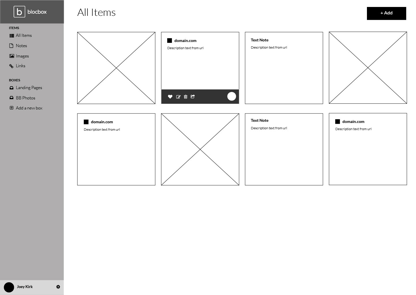 b blocbox
ITEMS
All Items
Notes
Images
Links
BOXES
Landing Pages
BB Photos
Add a new box
Joey Kirk
All Items
+ Add
domain.com
Description text from url
Text Note
Description text from url
domain.com
Description text from url
Text Note
Description text from url
domain.com
Description text from url